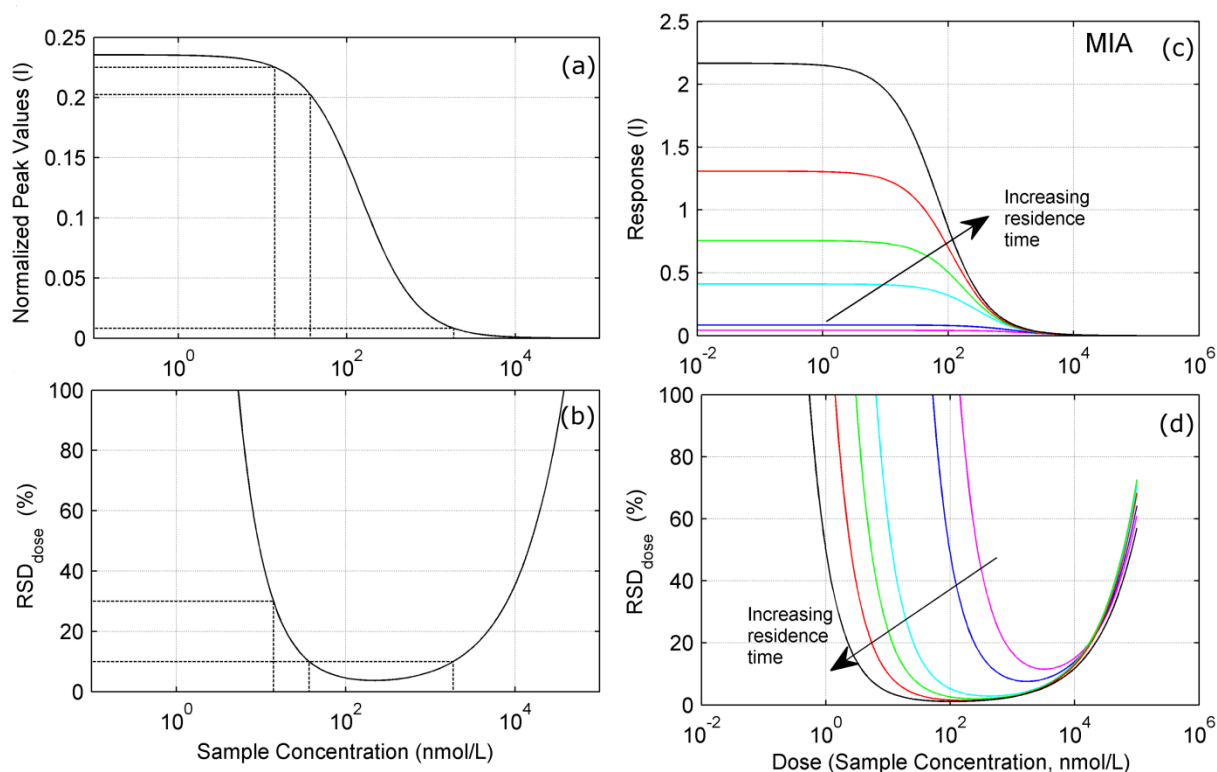 (a)
Normalized Peak Values (I)
0.25
0.2
0.15
0.1
0.05
0
10^0
10^2
10^4
(b)
RSD_dose (%)
100
80
60
40
20
0
10^0
10^2
10^4
Sample Concentration (nmol/L)
MIA (c)
Response (I)
2.5
2
1.5
1
0.5
0
Increasing
residence
time
10^-2
10^0
10^2
10^4
10^6
(d)
RSD_dose (%)
100
80
60
40
20
0
Increasing
residence
time
10^-2
10^0
10^2
10^4
10^6
Dose (Sample Concentration, nmol/L)